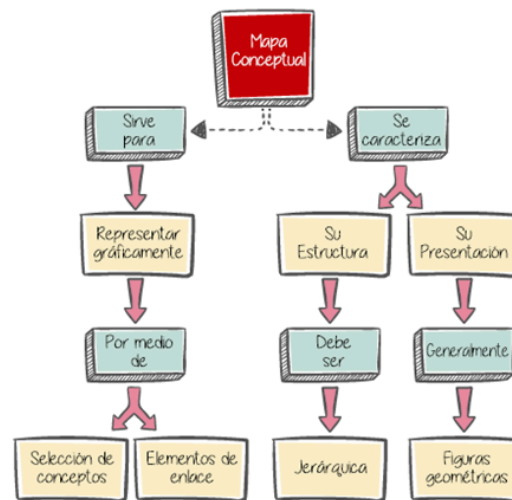 Mapa
Conceptual
Sirve
para
Se
caracteriza
Representar
gráficamente
Su
Estructura
Su
Presentación
Por medio
de
Debe
ser
Generalmente
Selección de
conceptos
Elementos de
enlace
Jerárquica
Figuras
geométricas